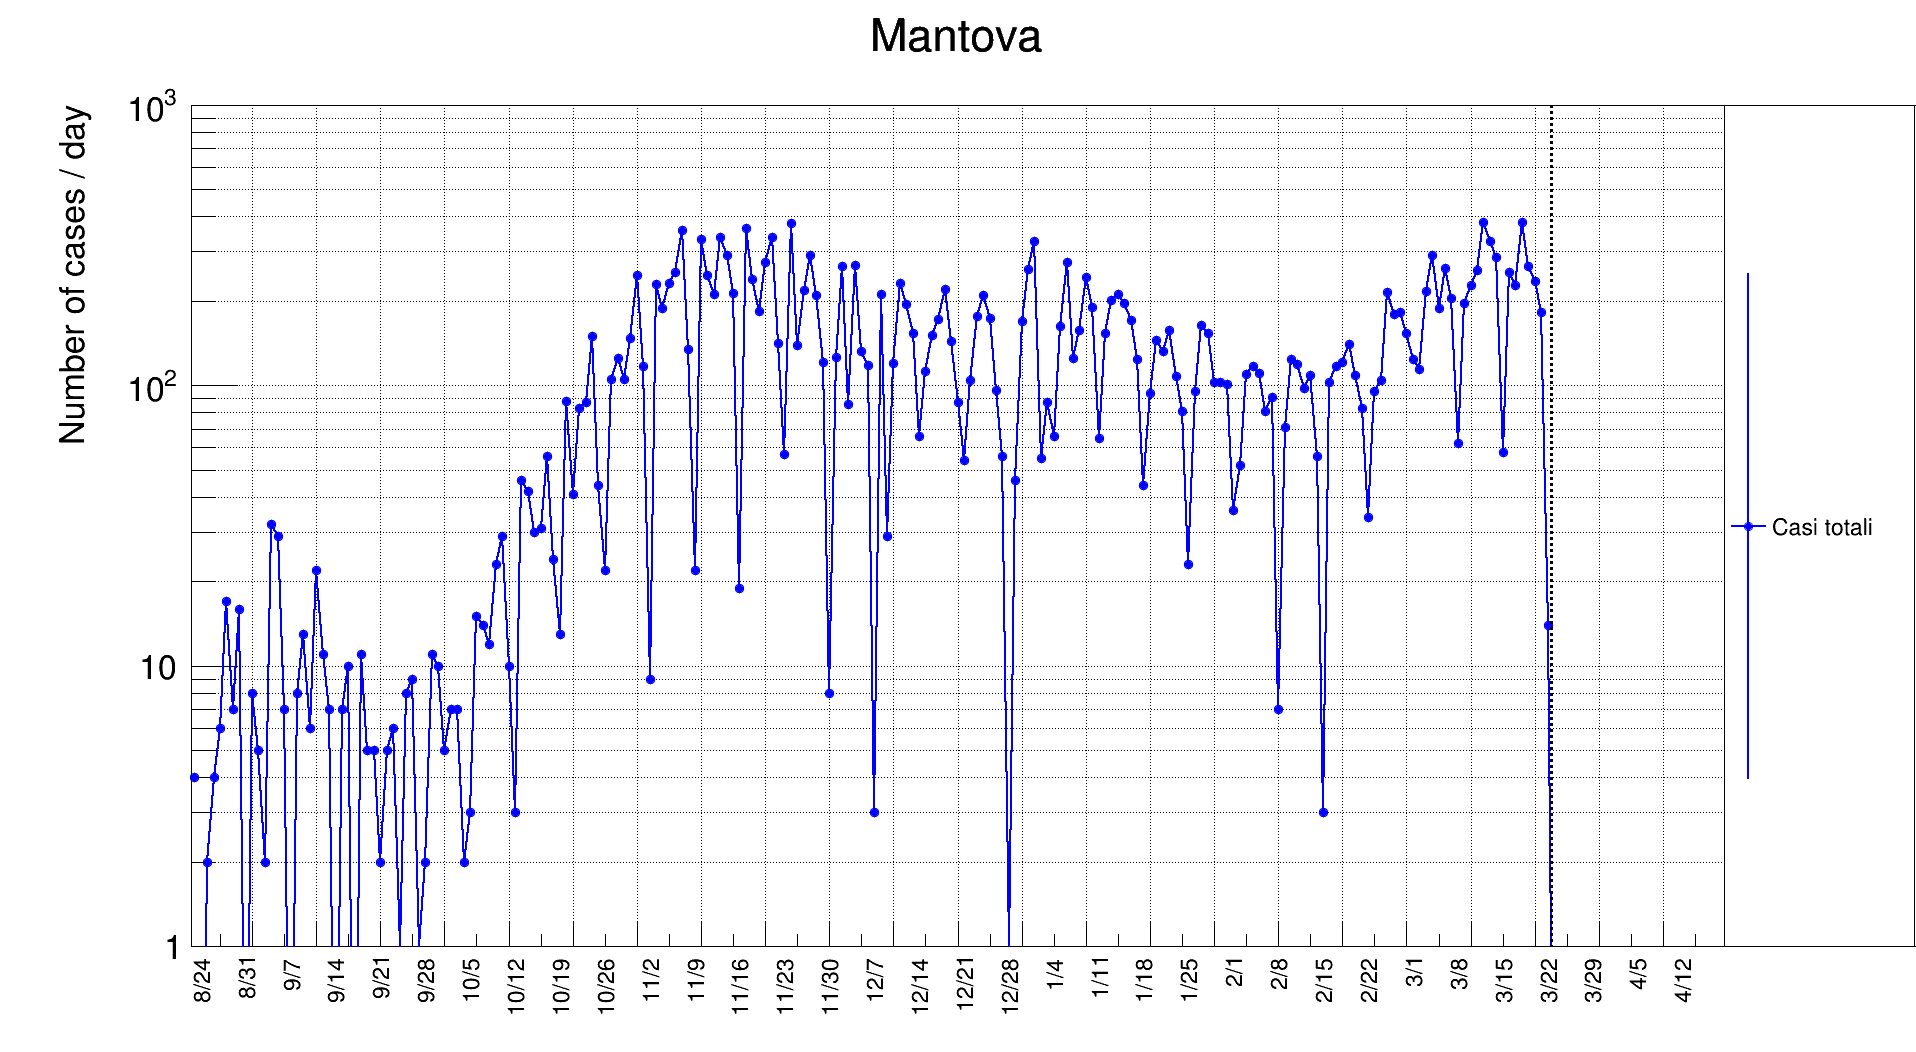 Mantova
Number of cases / day
10³
10²
10
1
8/24 8/31 9/7 9/14 9/21 9/28 10/5 10/12 10/19 10/26 11/2 11/9 11/16 11/23 11/30 12/7 12/14 12/21 12/28 1/4 1/11 1/18 1/25 2/1 2/8 2/15 2/22 3/1 3/8 3/15 3/22 3/29 4/5 4/12
Casi totali